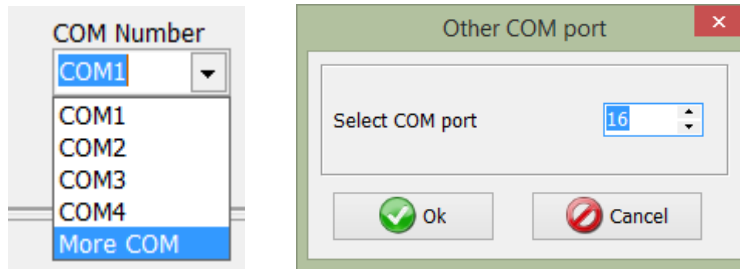 COM Number
COM1
COM1
COM2
COM3
COM4
More COM
Other COM port
Select COM port 16
Ok Cancel